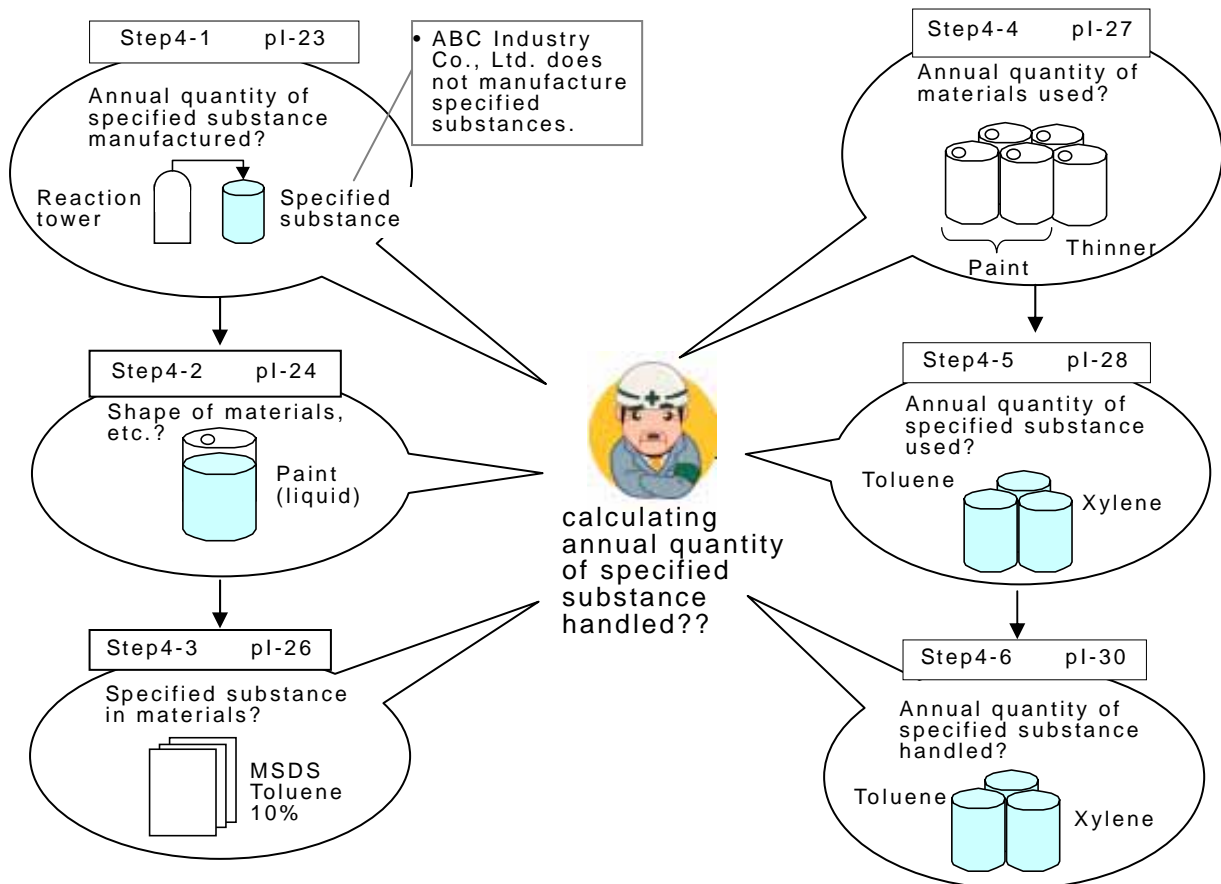 Step4-1 pI-23
Annual quantity of
specified substance
manufactured?
Reaction
tower
Specified
substance
• ABC Industry
Co., Ltd. does
not manufacture
specified
substances.
Step4-2 pI-24
Shape of materials,
etc.?
Paint
(liquid)
Step4-3 pI-26
Specified substance
in materials?
MSDS
Toluene
10%
calculating
annual quantity
of specified
substance
handled??
Step4-4 pI-27
Annual quantity of
materials used?
Thinner
Paint
Step4-5 pI-28
Annual quantity of
specified substance
used?
Toluene
Xylene
Step4-6 pI-30
Annual quantity of
specified substance
handled?
Toluene
Xylene